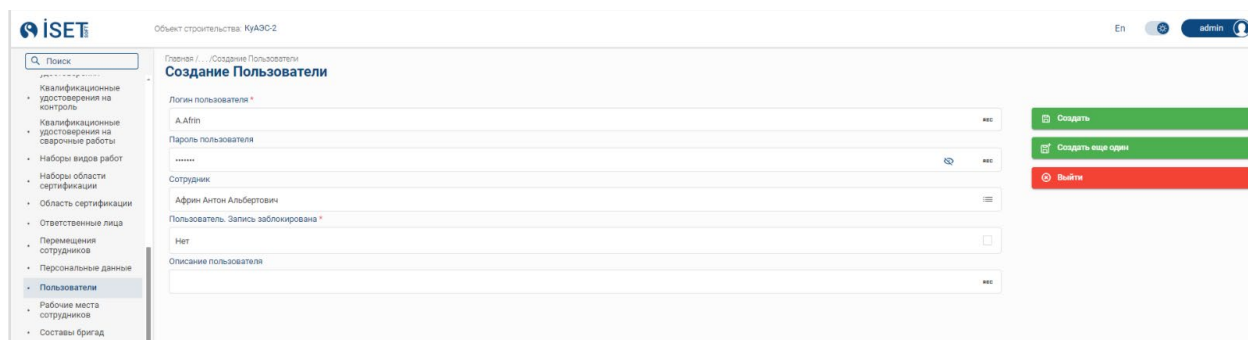 iSET
Объект строительства: КуАЭС-2
En
admin
Поиск
Квалификационные
удостоверения на
контроль
Квалификационные
удостоверения на
сварочные работы
Наборы видов работ
Наборы области
сертификации
Область сертификации
Ответственные лица
Перемещения
сотрудников
Персональные данные
Пользователи
Рабочие места
сотрудников
Составы бригад
Главная /. . ./Создание Пользователи
Создание Пользователи
Логин пользователя *
A.Afrin
Пароль пользователя
•••••••
Сотрудник
Африн Антон Альбертович
Пользователь. Запись заблокирована *
Нет
Описание пользователя
Создать
Создать еще один
Выйти